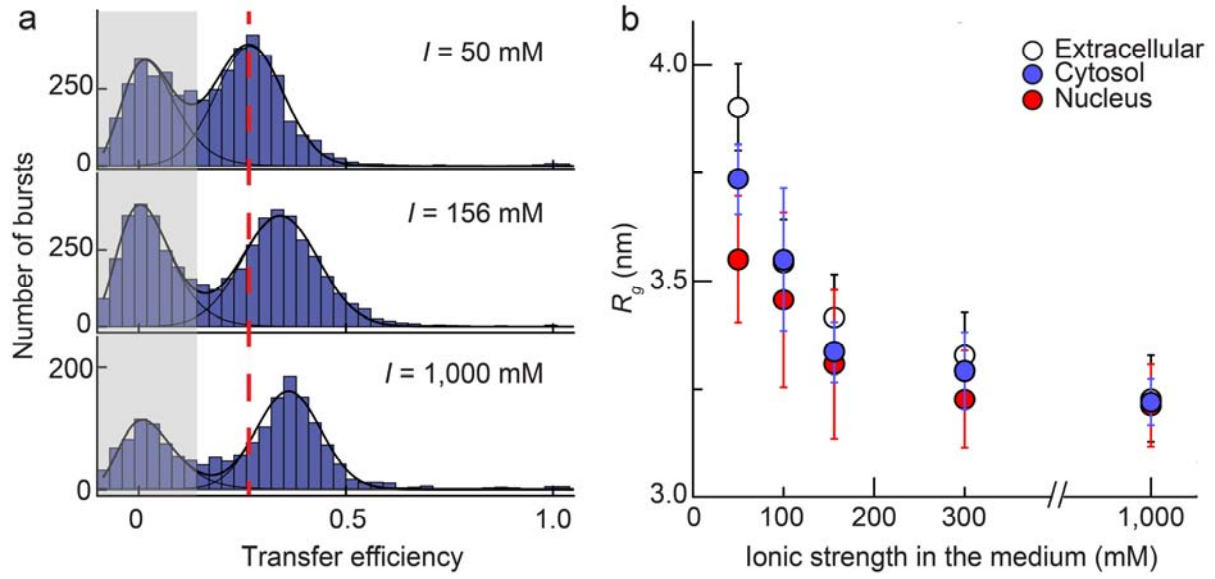 a
Number of bursts
250
0
I = 50 mM
250
0
I = 156 mM
200
0
I = 1,000 mM
0 0.5 1.0
Transfer efficiency
b
Rg (nm)
4.0
3.5
3.0
Extracellular
Cytosol
Nucleus
0 100 200 300 1,000
Ionic strength in the medium (mM)